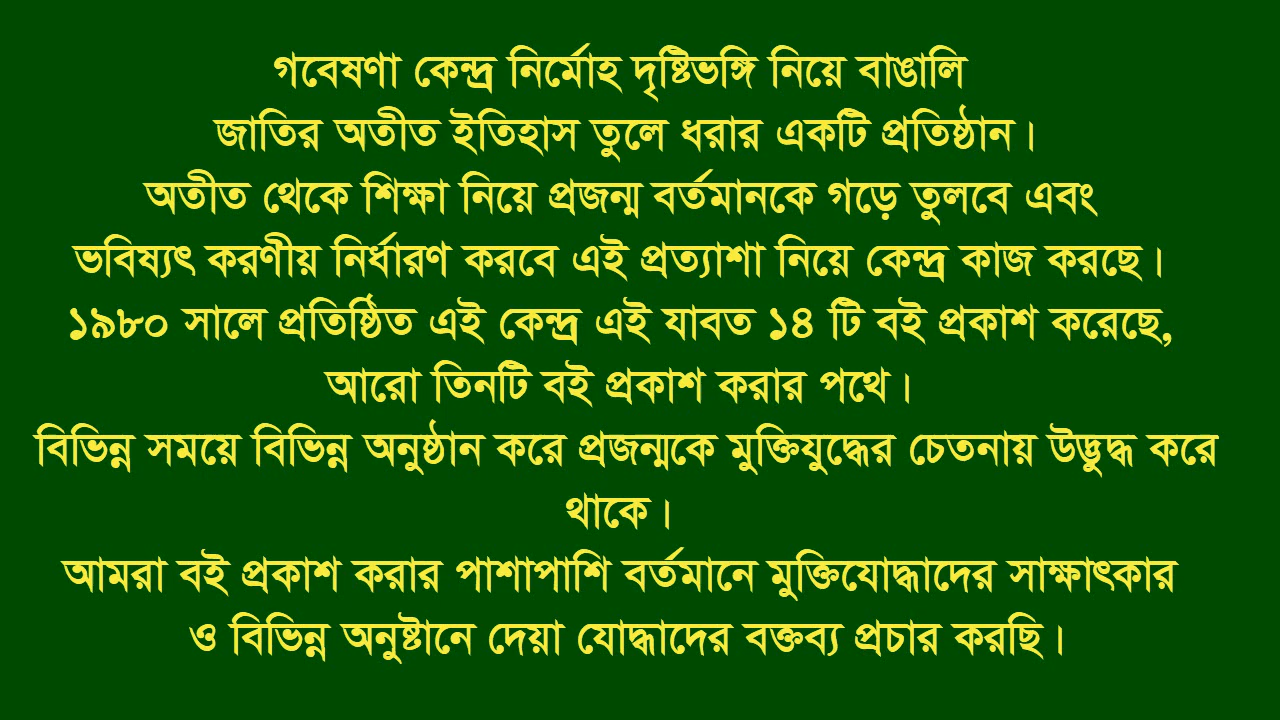 গবেষণা কেন্দ্র নির্মোহ দৃষ্টিভঙ্গি নিয়ে বাঙালি
জাতির অতীত ইতিহাস তুলে ধরার একটি প্রতিষ্ঠান।
অতীত থেকে শিক্ষা নিয়ে প্রজন্ম বর্তমানকে গড়ে তুলবে এবং
ভবিষ্যৎ করণীয় নির্ধারণ করবে এই প্রত্যাশা নিয়ে কেন্দ্র কাজ করছে।
১৯৮০ সালে প্রতিষ্ঠিত এই কেন্দ্র এই যাবত ১৪ টি বই প্রকাশ করেছে,
আরো তিনটি বই প্রকাশ করার পথে।
বিভিন্ন সময়ে বিভিন্ন অনুষ্ঠান করে প্রজন্মকে মুক্তিযুদ্ধের চেতনায় উদ্ভুদ্ধ করে
থাকে।
আমরা বই প্রকাশ করার পাশাপাশি বর্তমানে মুক্তিযোদ্ধাদের সাক্ষাৎকার
ও বিভিন্ন অনুষ্টানে দেয়া যোদ্ধাদের বক্তব্য প্রচার করছি।